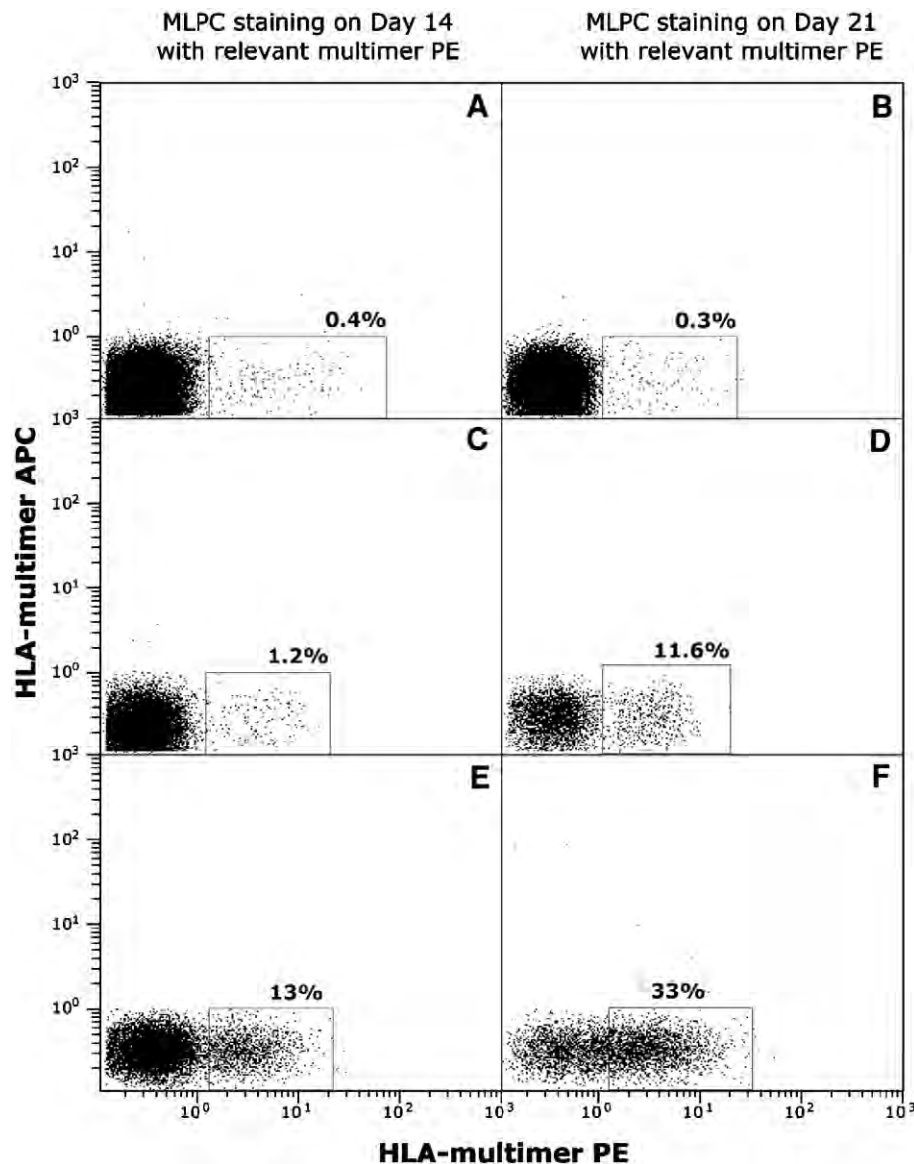 MLPC staining on Day 14
with relevant multimer PE
MLPC staining on Day 21
with relevant multimer PE
10³
A
B
10²
10¹
10⁰
0.4%
0.3%
10³
C
D
10²
10¹
10⁰
1.2%
11.6%
10³
E
F
10²
10¹
10⁰
13%
33%
10⁰
10¹
10²
10³
10⁰
10¹
10²
10³
HLA-multimer APC
HLA-multimer PE